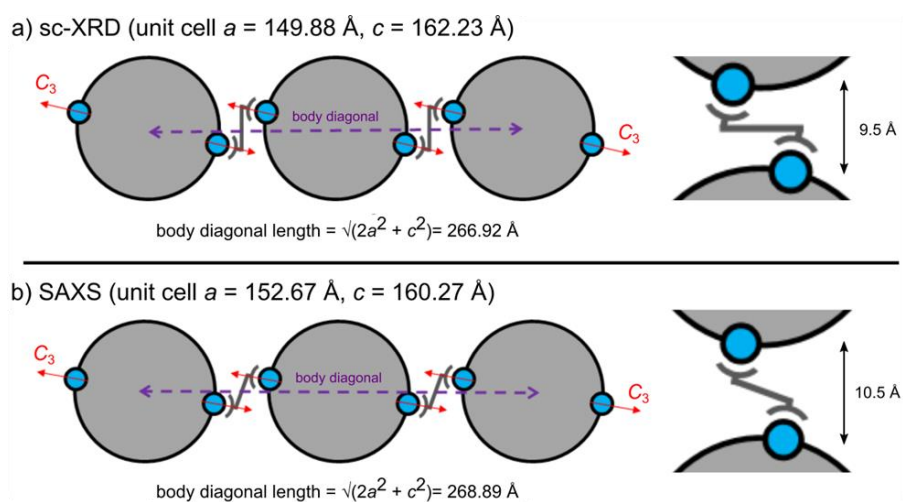 a) sc-XRD (unit cell a = 149.88 Å, c = 162.23 Å)
C3
body diagonal
C3
9.5 Å
body diagonal length = √(2a² + c²)= 266.92 Å
b) SAXS (unit cell a = 152.67 Å, c = 160.27 Å)
C3
body diagonal
C3
10.5 Å
body diagonal length = √(2a² + c²)= 268.89 Å